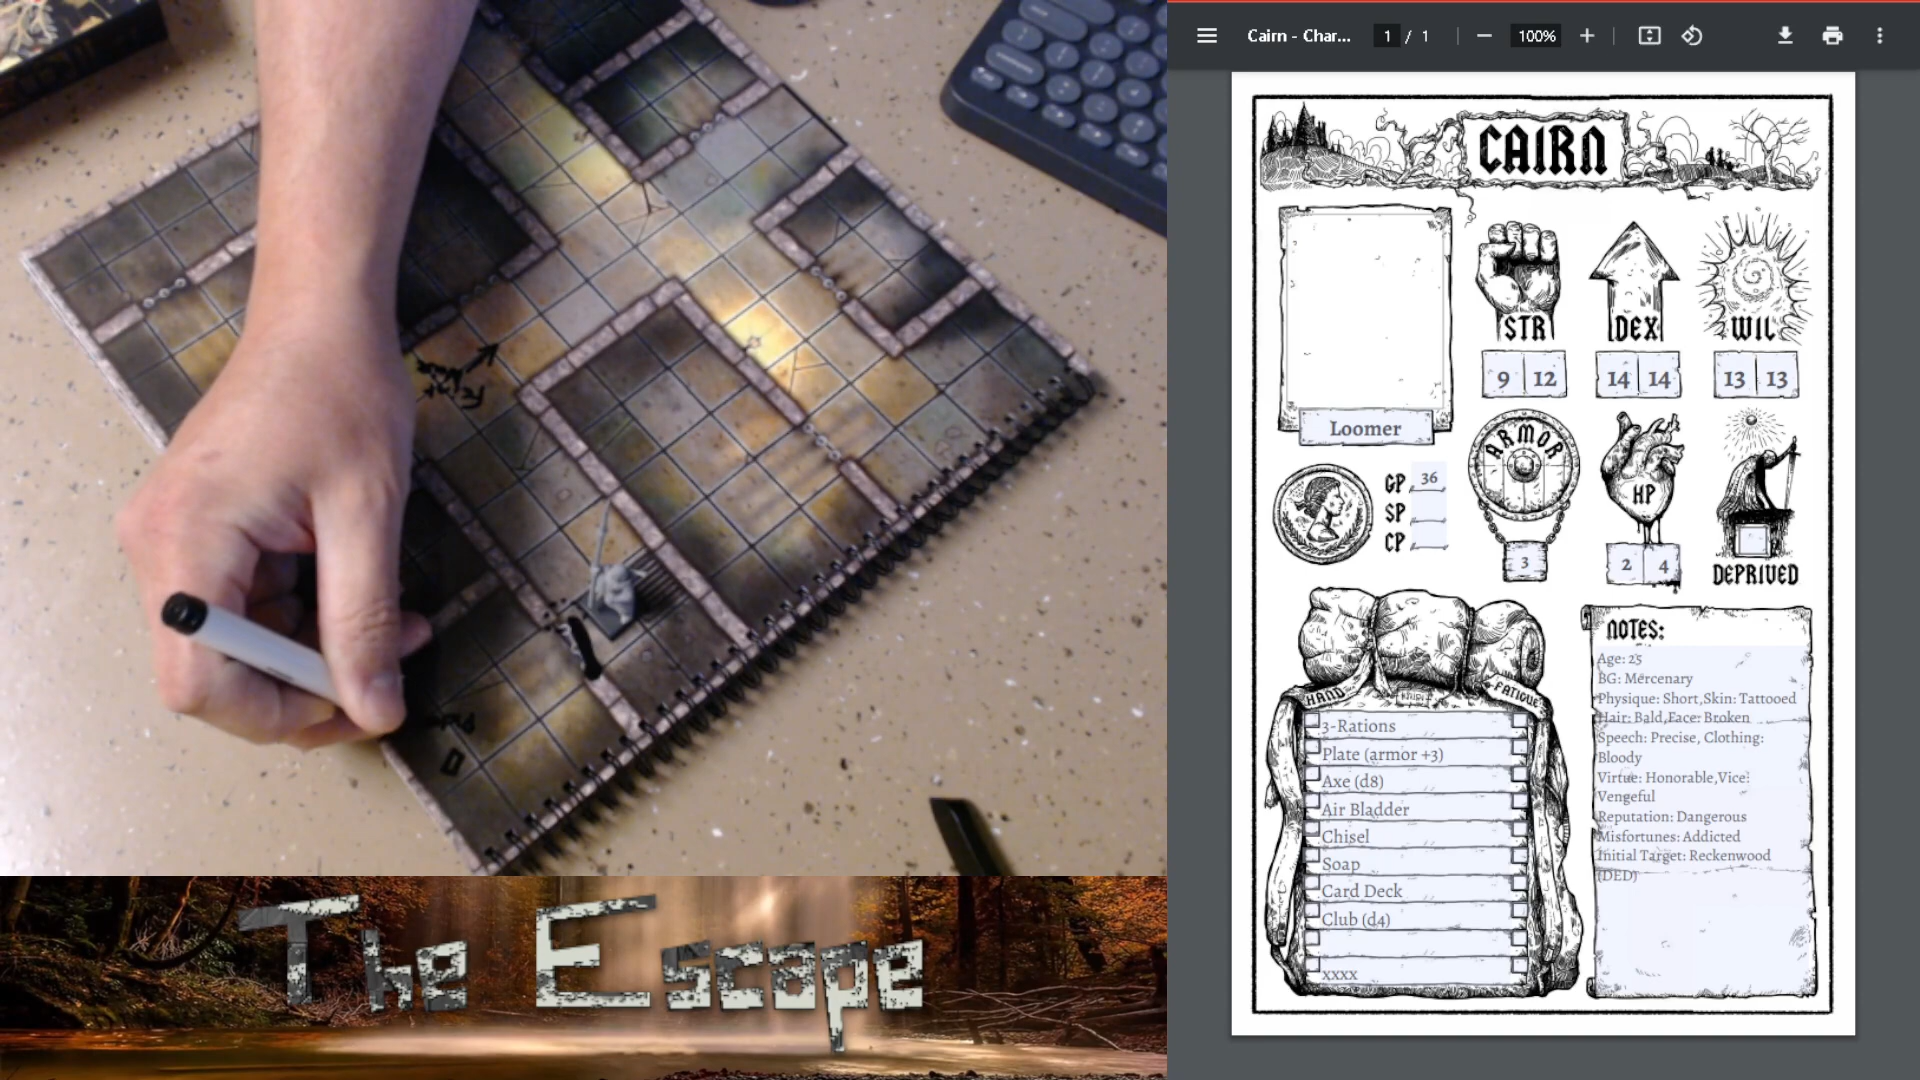 Faint
Noise
The Escape
Cairn - Char...
1 / 1
100%
CAIRN
STR
DEX
WIL
9 12
14 14
13 13
Loomer
ARMOR
HP
GP 36
SP
CP
3
2 4
DEPRIVED
HAND
FATIGUE
3-Rations
Plate (armor +3)
Axe (d8)
Air Bladder
Chisel
Soap
Card Deck
Club (d4)
xxxx
NOTES:
Age: 25
BG: Mercenary
Physique: Short,Skin: Tattooed
Hair: Bald,Face: Broken
Speech: Precise, Clothing:
Bloody
Virtue: Honorable,Vice:
Vengeful
Reputation: Dangerous
Misfortunes: Addicted
Initial Target: Reckenwood
(DED)